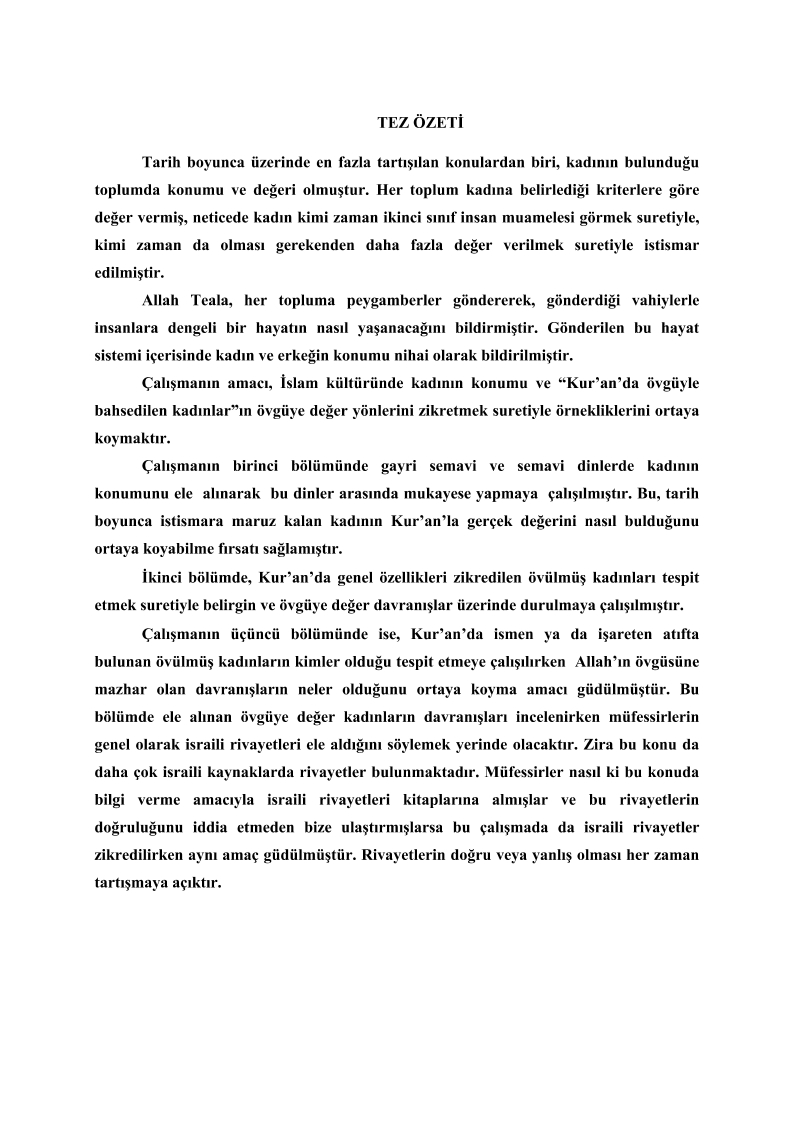 TEZ ÖZETİ
Tarih boyunca üzerinde en fazla tartışılan konulardan biri, kadının bulunduğu
toplumda konumu ve değeri olmuştur. Her toplum kadına belirlediği kriterlere göre
değer vermiş, neticede kadın kimi zaman ikinci sınıf insan muamelesi görmek suretiyle,
kimi zaman da olması gerekenden daha fazla değer verilmek suretiyle istismar
edilmiştir.
Allah Teala, her topluma peygamberler göndererek, gönderdiği vahiylerle
insanlara dengeli bir hayatın nasıl yaşanacağını bildirmiştir. Gönderilen bu hayat
sistemi içerisinde kadın ve erkeğin konumu nihai olarak bildirilmiştir.
Çalışmanın amacı, İslam kültüründe kadının konumu ve “Kur’an’da övgüyle
bahsedilen kadınlar”ın övgüye değer yönlerini zikretmek suretiyle örnekliklerini ortaya
koymaktır.
Çalışmanın birinci bölümünde gayri semavi ve semavi dinlerde kadının
konumunu ele alınarak bu dinler arasında mukayese yapmaya çalışılmıştır. Bu, tarih
boyunca istismara maruz kalan kadının Kur’an’la gerçek değerini nasıl bulduğunu
ortaya koyabilme fırsatı sağlamıştır.
İkinci bölümde, Kur’an’da genel özellikleri zikredilen övülmüş kadınları tespit
etmek suretiyle belirgin ve övgüye değer davranışlar üzerinde durulmaya çalışılmıştır.
Çalışmanın üçüncü bölümünde ise, Kur’an’da ismen ya da işareten atıfta
bulunan övülmüş kadınların kimler olduğu tespit etmeye çalışılırken Allah’ın övgüsüne
mazhar olan davranışların neler olduğunu ortaya koyma amacı güdülmüştür. Bu
bölümde ele alınan övgüye değer kadınların davranışları incelenirken müfessirlerin
genel olarak israili rivayetleri ele aldığını söylemek yerinde olacaktır. Zira bu konu da
daha çok israili kaynaklarda rivayetler bulunmaktadır. Müfessirler nasıl ki bu konuda
bilgi verme amacıyla israili rivayetleri kitaplarına almışlar ve bu rivayetlerin
doğruluğunu iddia etmeden bize ulaştırmışlarsa bu çalışmada da israili rivayetler
zikredilirken aynı amaç güdülmüştür. Rivayetlerin doğru veya yanlış olması her zaman
tartışmaya açıktır.